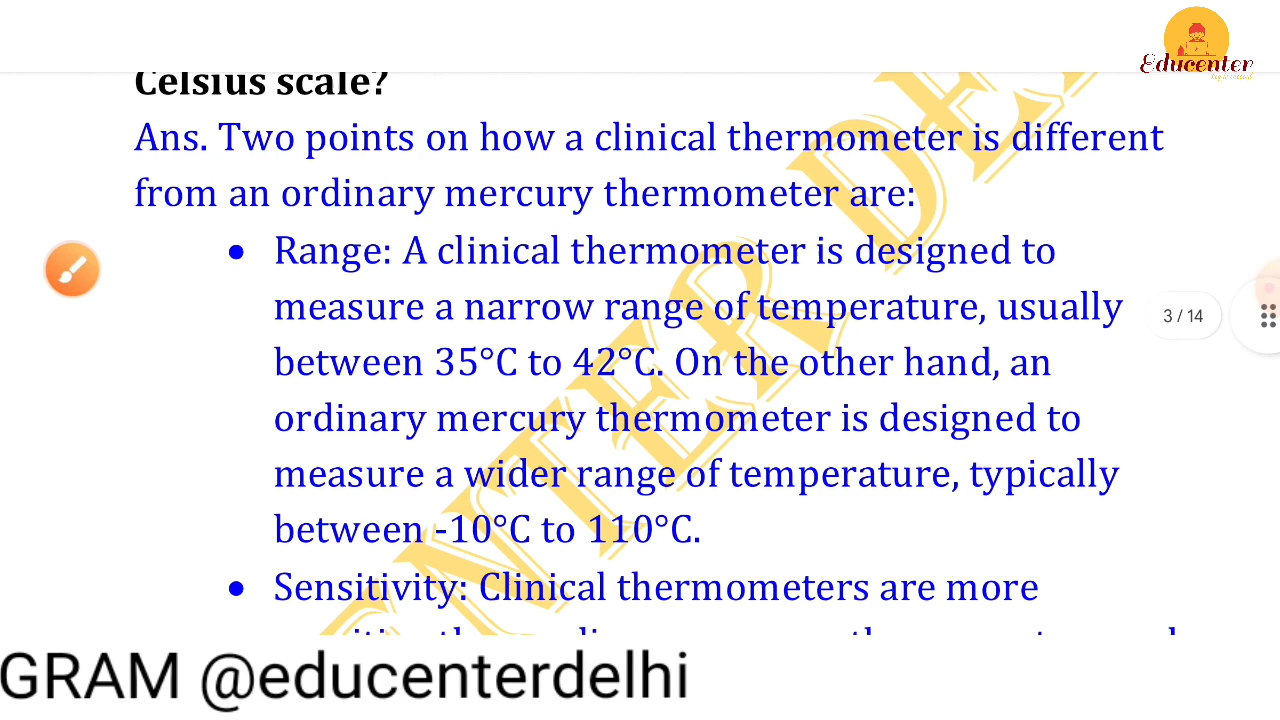 Educenter
Celsius scale?
Ans. Two points on how a clinical thermometer is different
from an ordinary mercury thermometer are:
• Range: A clinical thermometer is designed to
measure a narrow range of temperature, usually
between 35°C to 42°C. On the other hand, an
ordinary mercury thermometer is designed to
measure a wider range of temperature, typically
between -10°C to 110°C.
• Sensitivity: Clinical thermometers are more
3 / 14
GRAM @educenterdelhi